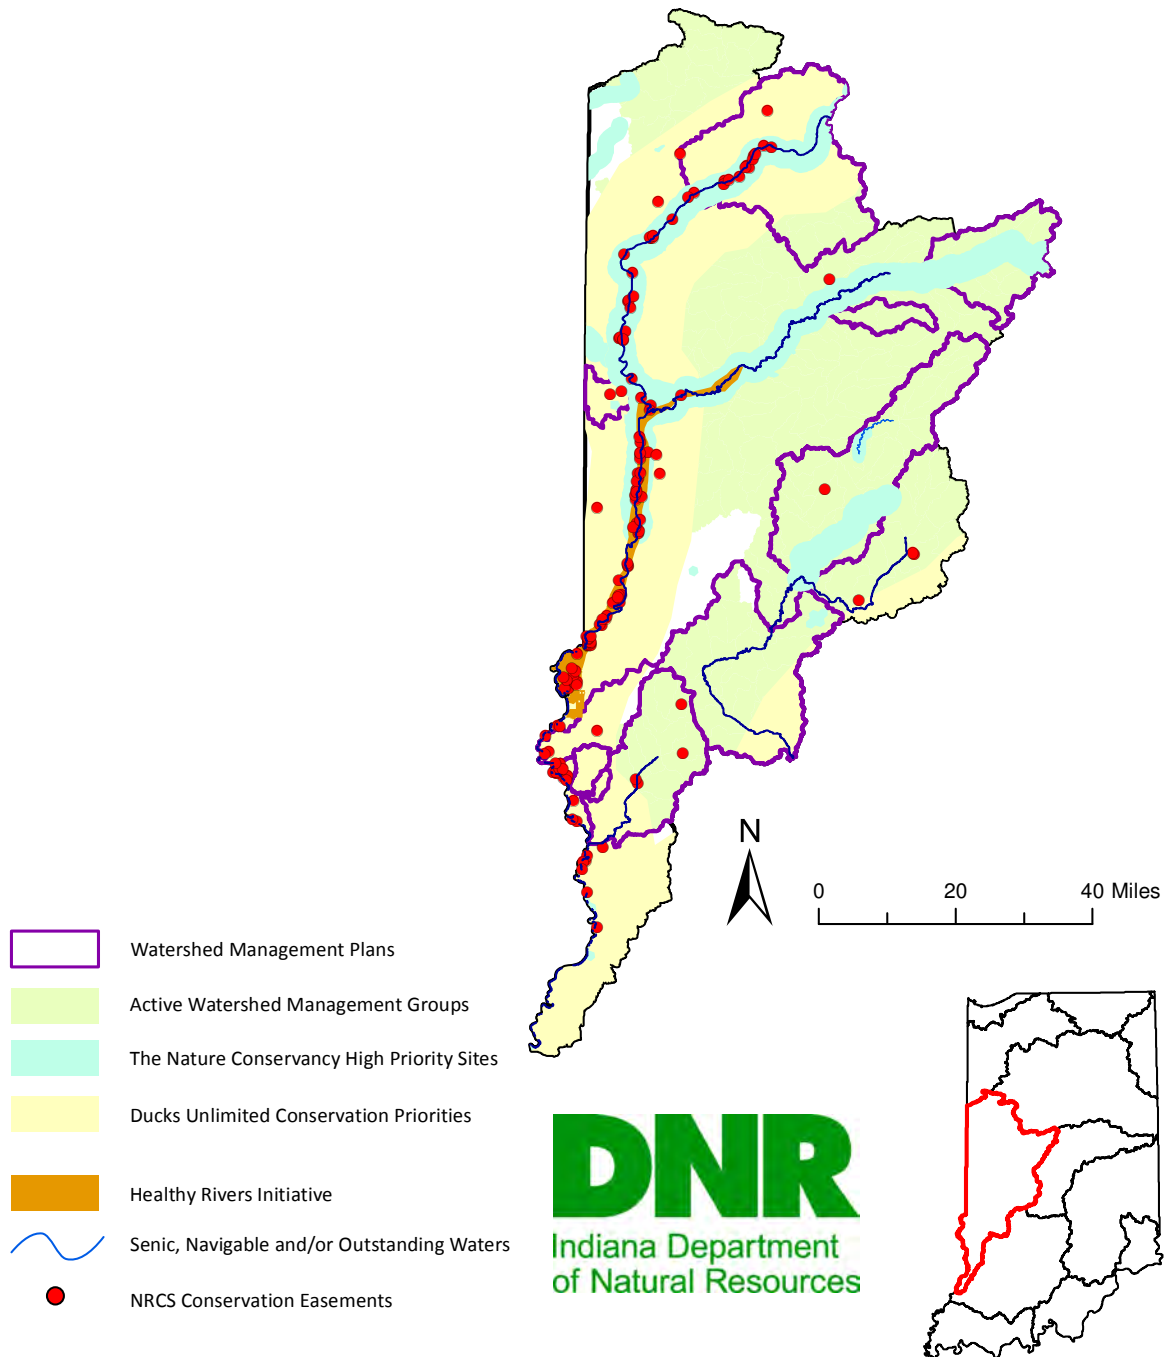 N
0 20 40 Miles
Watershed Management Plans
Active Watershed Management Groups
The Nature Conservancy High Priority Sites
Ducks Unlimited Conservation Priorities
Healthy Rivers Initiative
Senic, Navigable and/or Outstanding Waters
NRCS Conservation Easements
DNR
Indiana Department
of Natural Resources